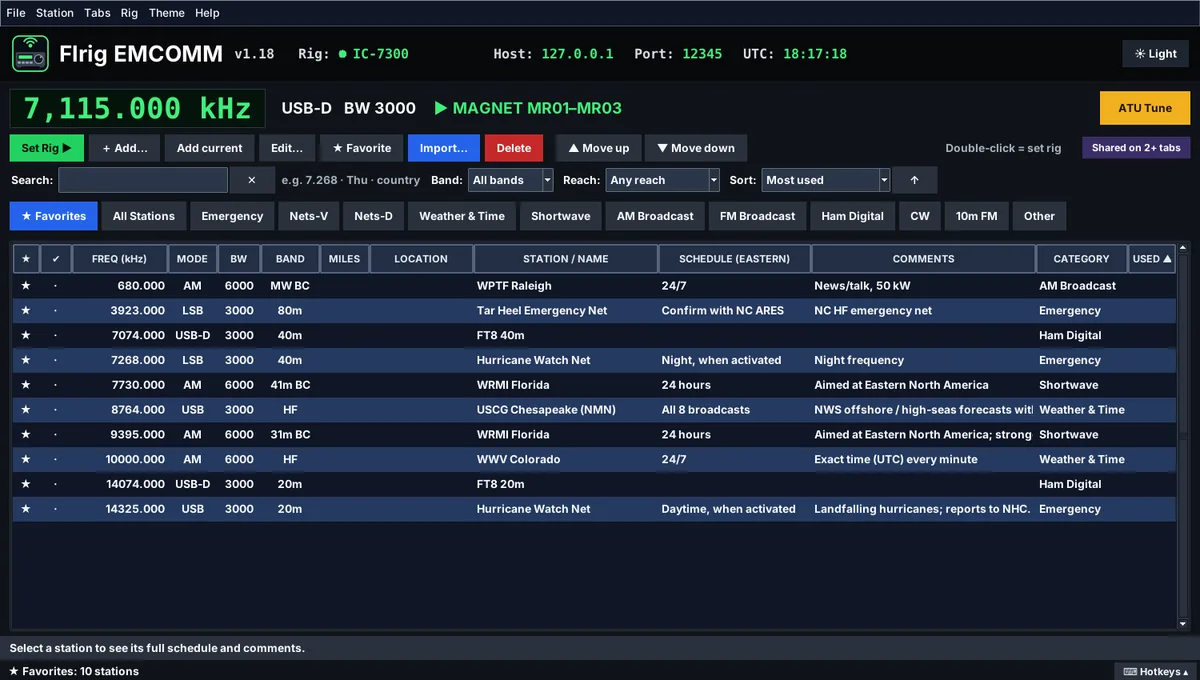 File Station Tabs Rig Theme Help
Flrig EMCOMM v1.18 Rig: ● IC-7300 Host: 127.0.0.1 Port: 12345 UTC: 18:17:18 ☀ Light
7,115.000 kHz USB-D BW 3000 ▶ MAGNET MR01–MR03 ATU Tune
Set Rig ▶ + Add... Add current Edit... ★ Favorite Import... Delete ▲ Move up ▼ Move down Double-click = set rig Shared on 2+ tabs
Search: ✕ e.g. 7.268 · Thu · country Band: All bands Reach: Any reach Sort: Most used ↑
★ Favorites All Stations Emergency Nets-V Nets-D Weather & Time Shortwave AM Broadcast FM Broadcast Ham Digital CW 10m FM Other
★ ✔ FREQ (kHz) MODE BW BAND MILES LOCATION STATION / NAME SCHEDULE (EASTERN) COMMENTS CATEGORY USED ▲
★ · 680.000 AM 6000 MW BC WPTF Raleigh 24/7 News/talk, 50 kW AM Broadcast
★ · 3923.000 LSB 3000 80m Tar Heel Emergency Net Confirm with NC ARES NC HF emergency net Emergency
★ · 7074.000 USB-D 3000 40m FT8 40m Ham Digital
★ · 7268.000 LSB 3000 40m Hurricane Watch Net Night, when activated Night frequency Emergency
★ · 7730.000 AM 6000 41m BC WRMI Florida 24 hours Aimed at Eastern North America Shortwave
★ · 8764.000 USB 3000 HF USCG Chesapeake (NMN) All 8 broadcasts NWS offshore / high-seas forecasts wit Weather & Time
★ · 9395.000 AM 6000 31m BC WRMI Florida 24 hours Aimed at Eastern North America; strong Shortwave
★ · 10000.000 AM 6000 HF WWV Colorado 24/7 Exact time (UTC) every minute Weather & Time
★ · 14074.000 USB-D 3000 20m FT8 20m Ham Digital
★ · 14325.000 USB 3000 20m Hurricane Watch Net Daytime, when activated Landfalling hurricanes; reports to NHC. Emergency
Select a station to see its full schedule and comments.
★ Favorites: 10 stations ⌨ Hotkeys ▴